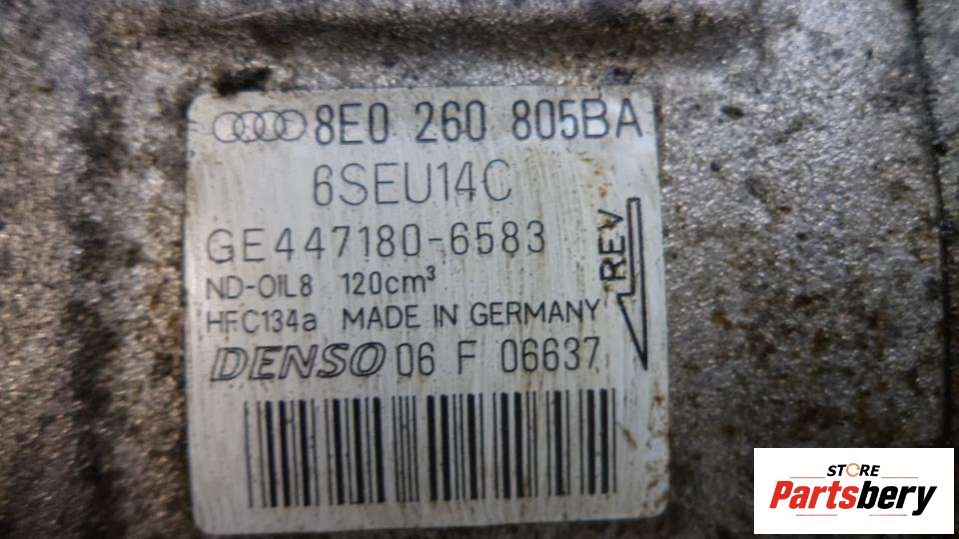 8E0 260 805BA
6SEU14C
GE447180-6583
ND-OIL8 120cm³
HFC134a MADE IN GERMANY
REV
DENSO 06 F 06637
STORE
Partsbery